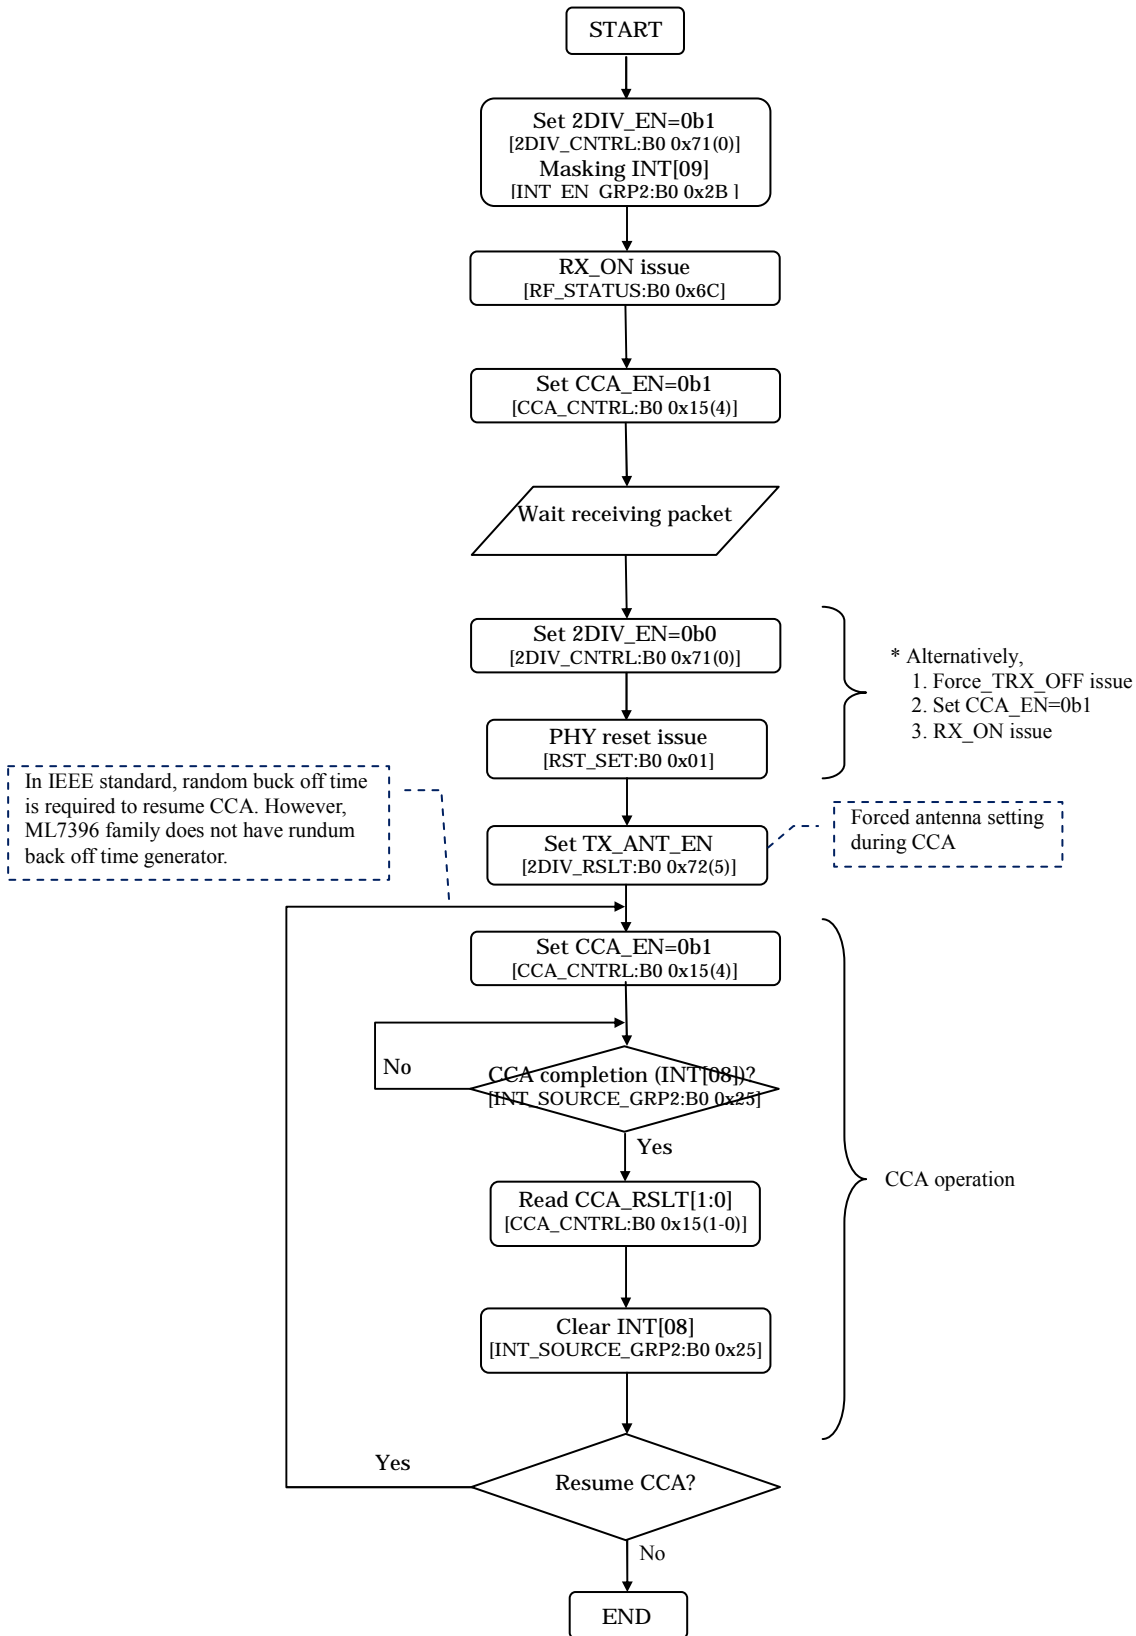 START
Set 2DIV_EN=0b1
[2DIV_CNTRL:B0 0x71(0)]
Masking INT[09]
[INT_EN_GRP2:B0 0x2B ]
RX_ON issue
[RF_STATUS:B0 0x6C]
Set CCA_EN=0b1
[CCA_CNTRL:B0 0x15(4)]
Wait receiving packet
Set 2DIV_EN=0b0
[2DIV_CNTRL:B0 0x71(0)]
* Alternatively,
1. Force_TRX_OFF issue
2. Set CCA_EN=0b1
3. RX_ON issue
PHY reset issue
[RST_SET:B0 0x01]
In IEEE standard, random buck off time
is required to resume CCA. However,
ML7396 family does not have rundum
back off time generator.
Set TX_ANT_EN
[2DIV_RSLT:B0 0x72(5)]
Forced antenna setting
during CCA
Set CCA_EN=0b1
[CCA_CNTRL:B0 0x15(4)]
No
CCA completion (INT[08])?
[INT_SOURCE_GRP2:B0 0x25]
Yes
Read CCA_RSLT[1:0]
[CCA_CNTRL:B0 0x15(1-0)]
CCA operation
Clear INT[08]
[INT_SOURCE_GRP2:B0 0x25]
Yes
Resume CCA?
No
END